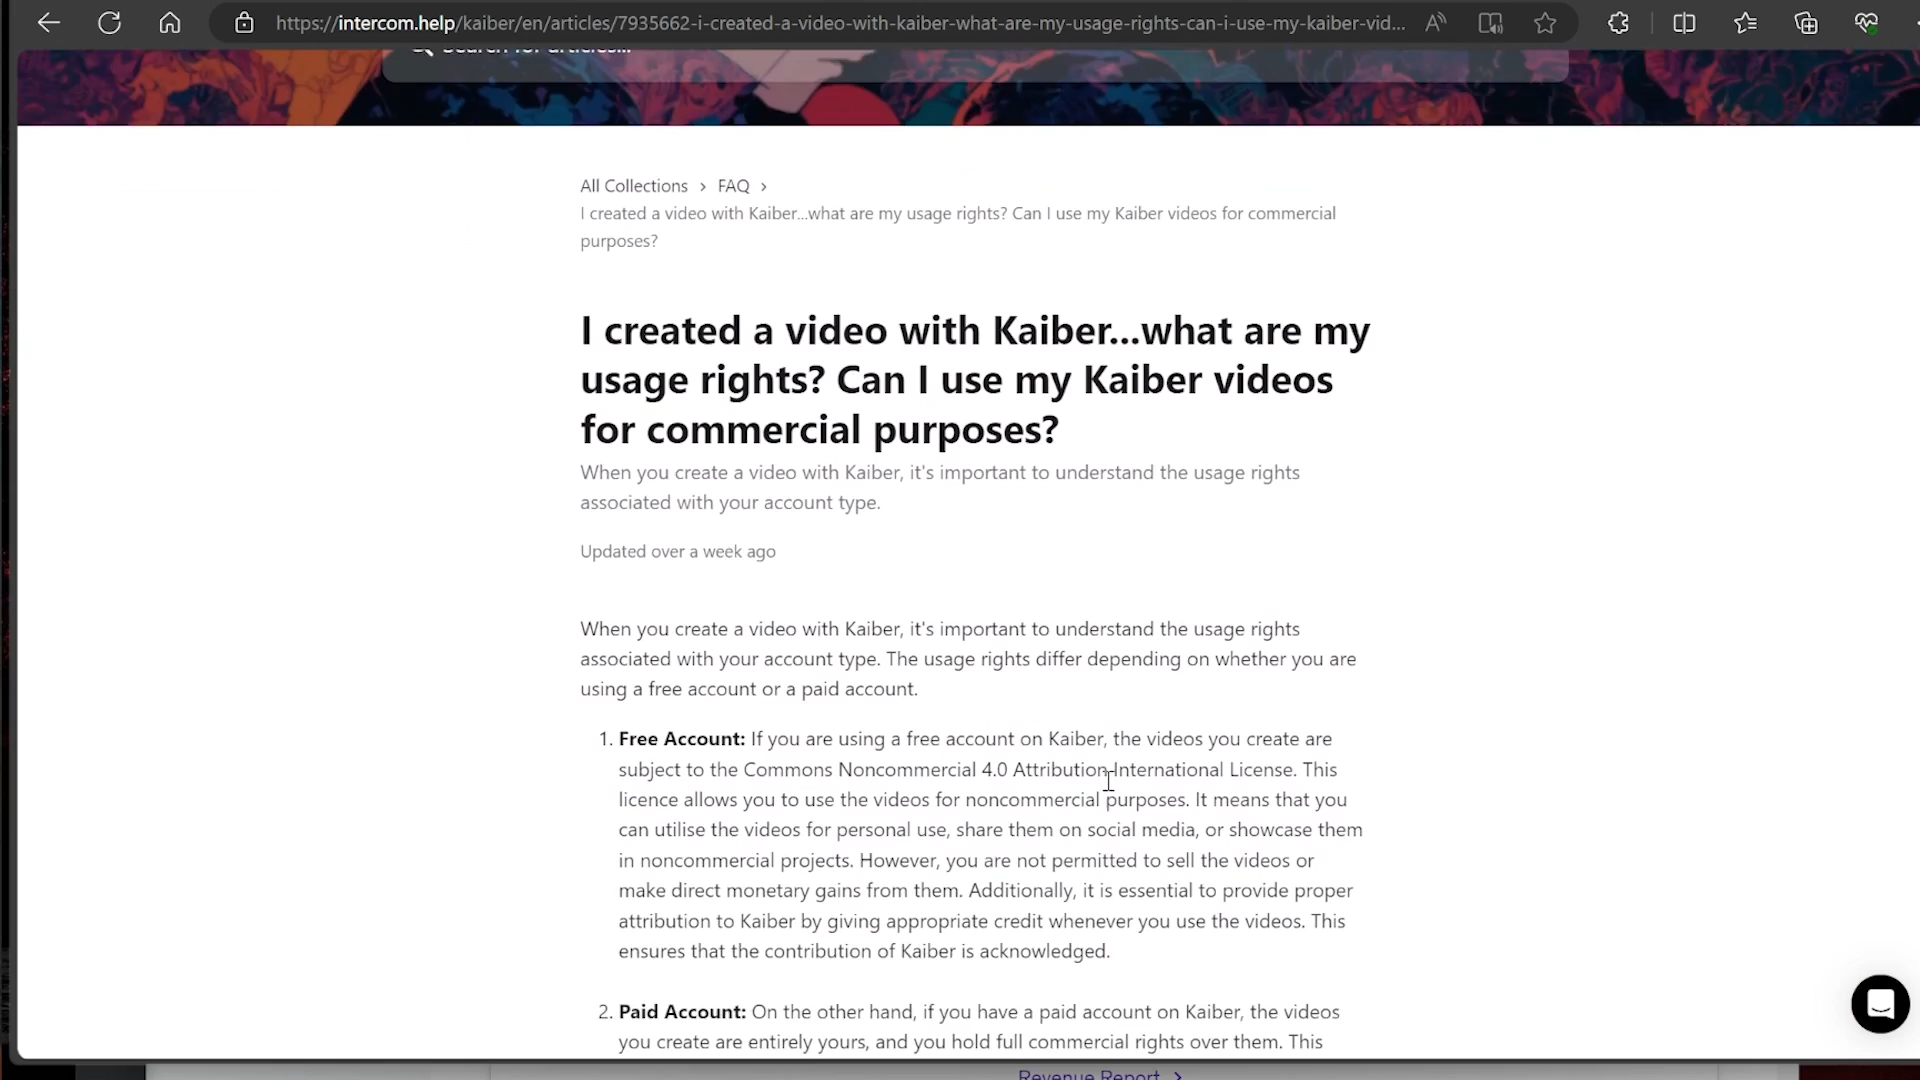 https://intercom.help/kaiber/en/articles/7935662-i-created-a-video-with-kaiber-what-are-my-usage-rights-can-i-use-my-kaiber-vid...
Search for articles...
All Collections > FAQ >
I created a video with Kaiber...what are my usage rights? Can I use my Kaiber videos for commercial
purposes?
I created a video with Kaiber...what are my
usage rights? Can I use my Kaiber videos
for commercial purposes?
When you create a video with Kaiber, it's important to understand the usage rights
associated with your account type.
Updated over a week ago
When you create a video with Kaiber, it's important to understand the usage rights
associated with your account type. The usage rights differ depending on whether you are
using a free account or a paid account.
1. Free Account: If you are using a free account on Kaiber, the videos you create are
subject to the Commons Noncommercial 4.0 Attribution International License. This
licence allows you to use the videos for noncommercial purposes. It means that you
can utilise the videos for personal use, share them on social media, or showcase them
in noncommercial projects. However, you are not permitted to sell the videos or
make direct monetary gains from them. Additionally, it is essential to provide proper
attribution to Kaiber by giving appropriate credit whenever you use the videos. This
ensures that the contribution of Kaiber is acknowledged.
2. Paid Account: On the other hand, if you have a paid account on Kaiber, the videos
you create are entirely yours, and you hold full commercial rights over them. This
Revenue Report >